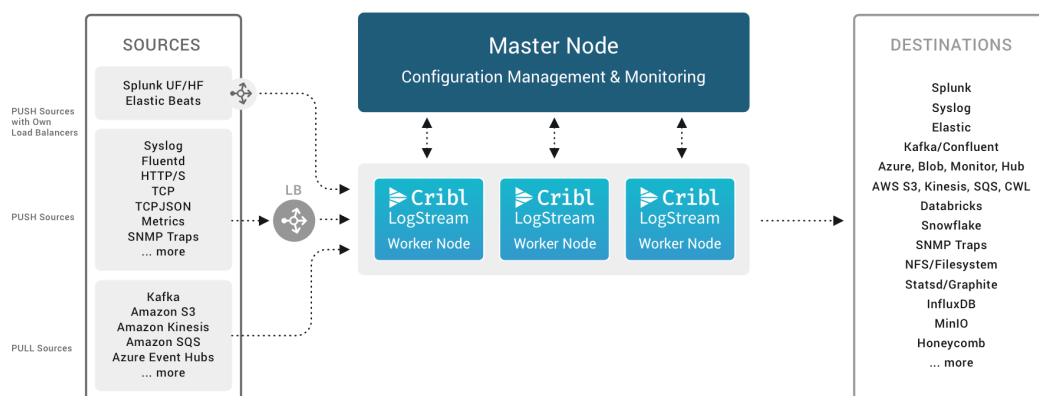 SOURCES
PUSH Sources
with Own
Load Balancers
Splunk UF/HF
Elastic Beats
PUSH Sources
Syslog
Fluentd
HTTP/S
TCP
TCPJSON
Metrics
SNMP Traps
... more
PULL Sources
Kafka
Amazon S3
Amazon Kinesis
Amazon SQS
Azure Event Hubs
... more
LB
Master Node
Configuration Management & Monitoring
Cribl
LogStream
Worker Node
Cribl
LogStream
Worker Node
Cribl
LogStream
Worker Node
DESTINATIONS
Splunk
Syslog
Elastic
Kafka/Confluent
Azure, Blob, Monitor, Hub
AWS S3, Kinesis, SQS, CWL
Databricks
Snowflake
SNMP Traps
NFS/Filesystem
Statsd/Graphite
InfluxDB
MinIO
Honeycomb
... more